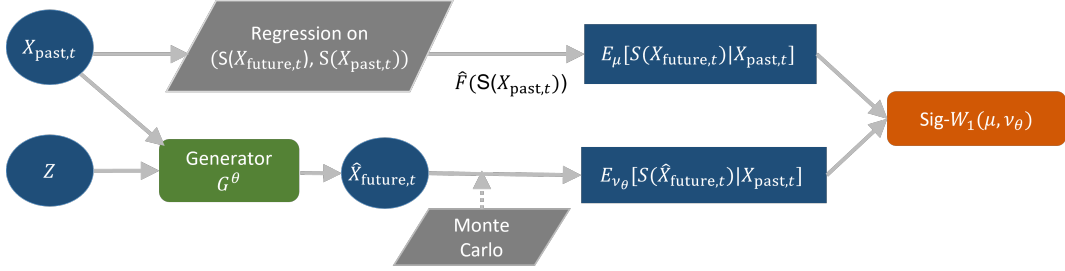 X_past,t
Regression on
(S(X_future,t), S(X_past,t))
F̂(S(X_past,t))
E_μ[S(X_future,t)|X_past,t]
Sig-W_1(μ, ν_θ)
Z
Generator
G^θ
X̂_future,t
E_ν_θ[S(X̂_future,t)|X_past,t]
Monte
Carlo